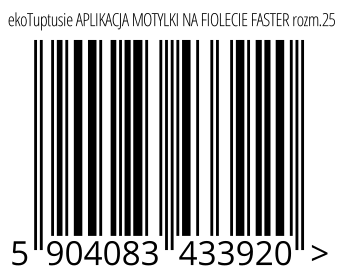 ekoTuptusie APLIKACJA MOTYLKI NA FIOLECIE FASTER rozm.25
5 904083 433920 >